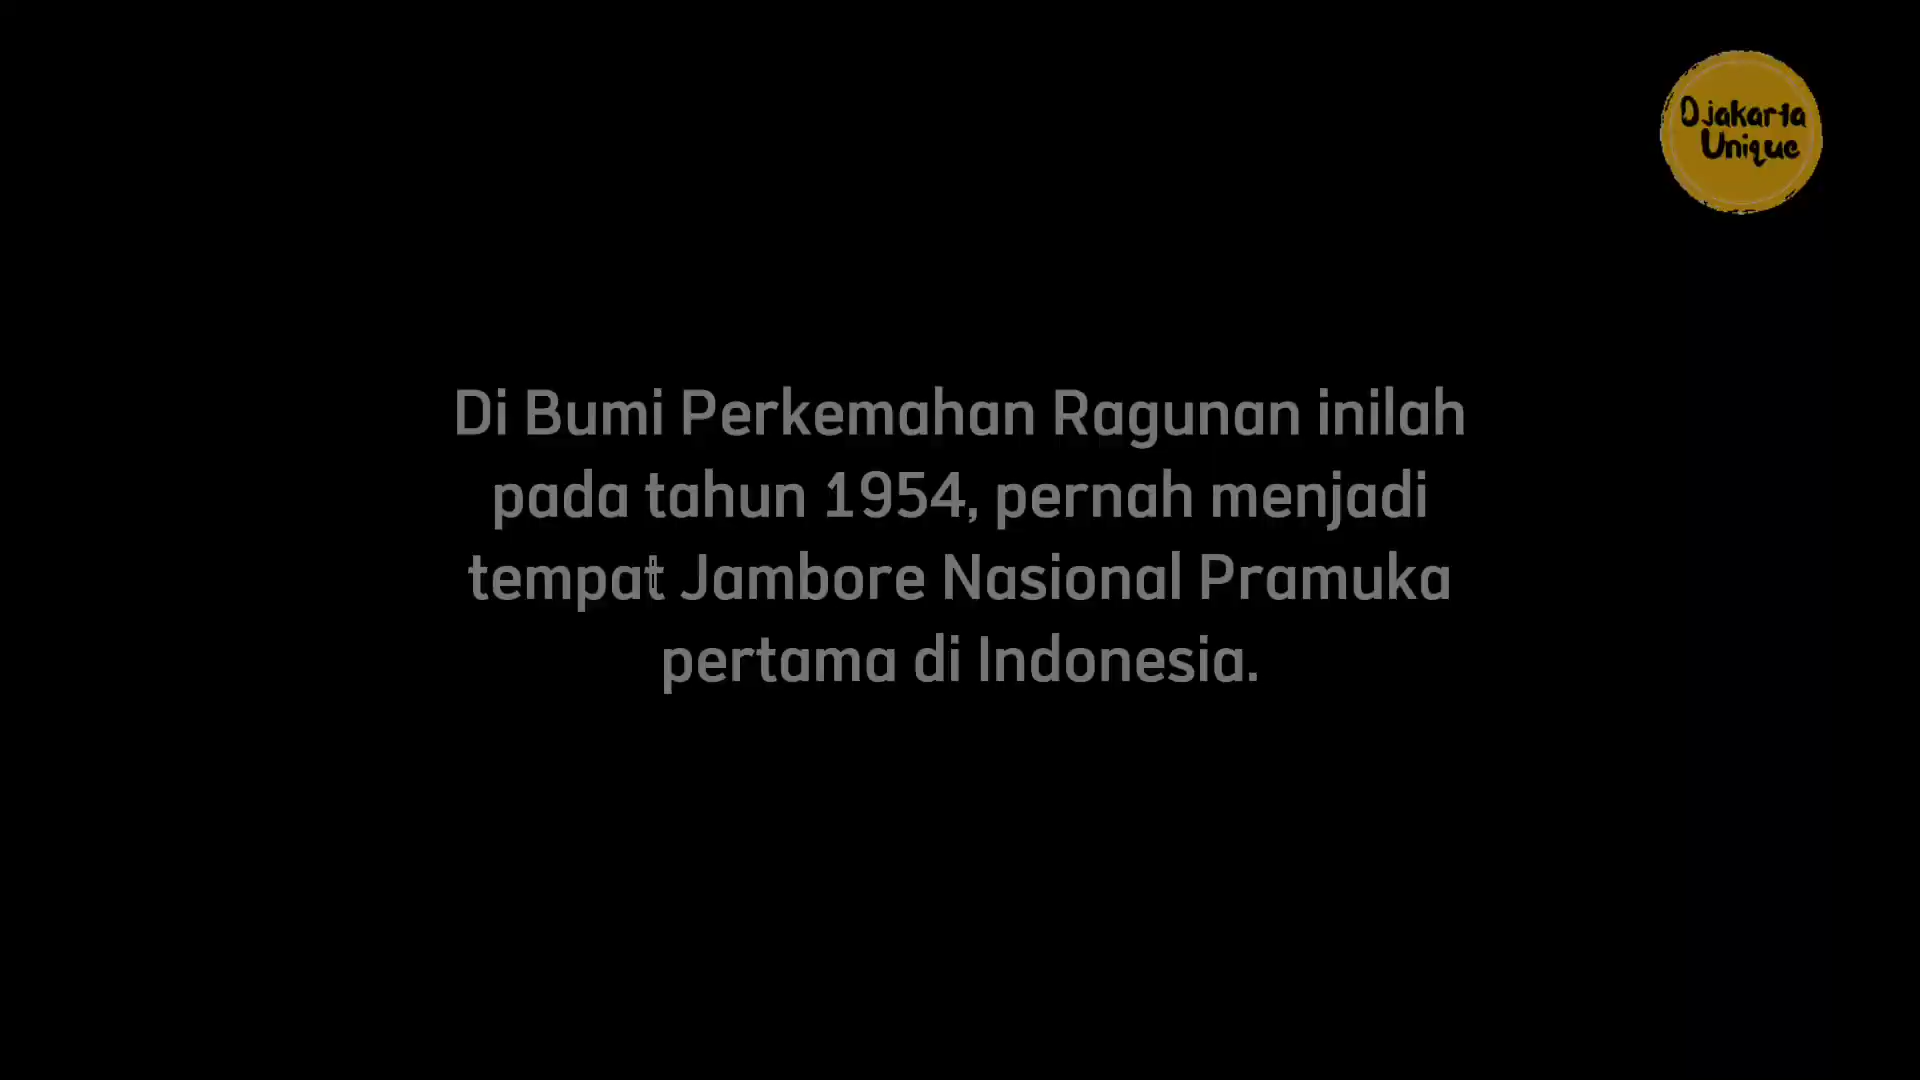 Djakarta
Unique
Di Bumi Perkemahan Ragunan inilah
pada tahun 1954, pernah menjadi
tempat Jambore Nasional Pramuka
pertama di Indonesia.